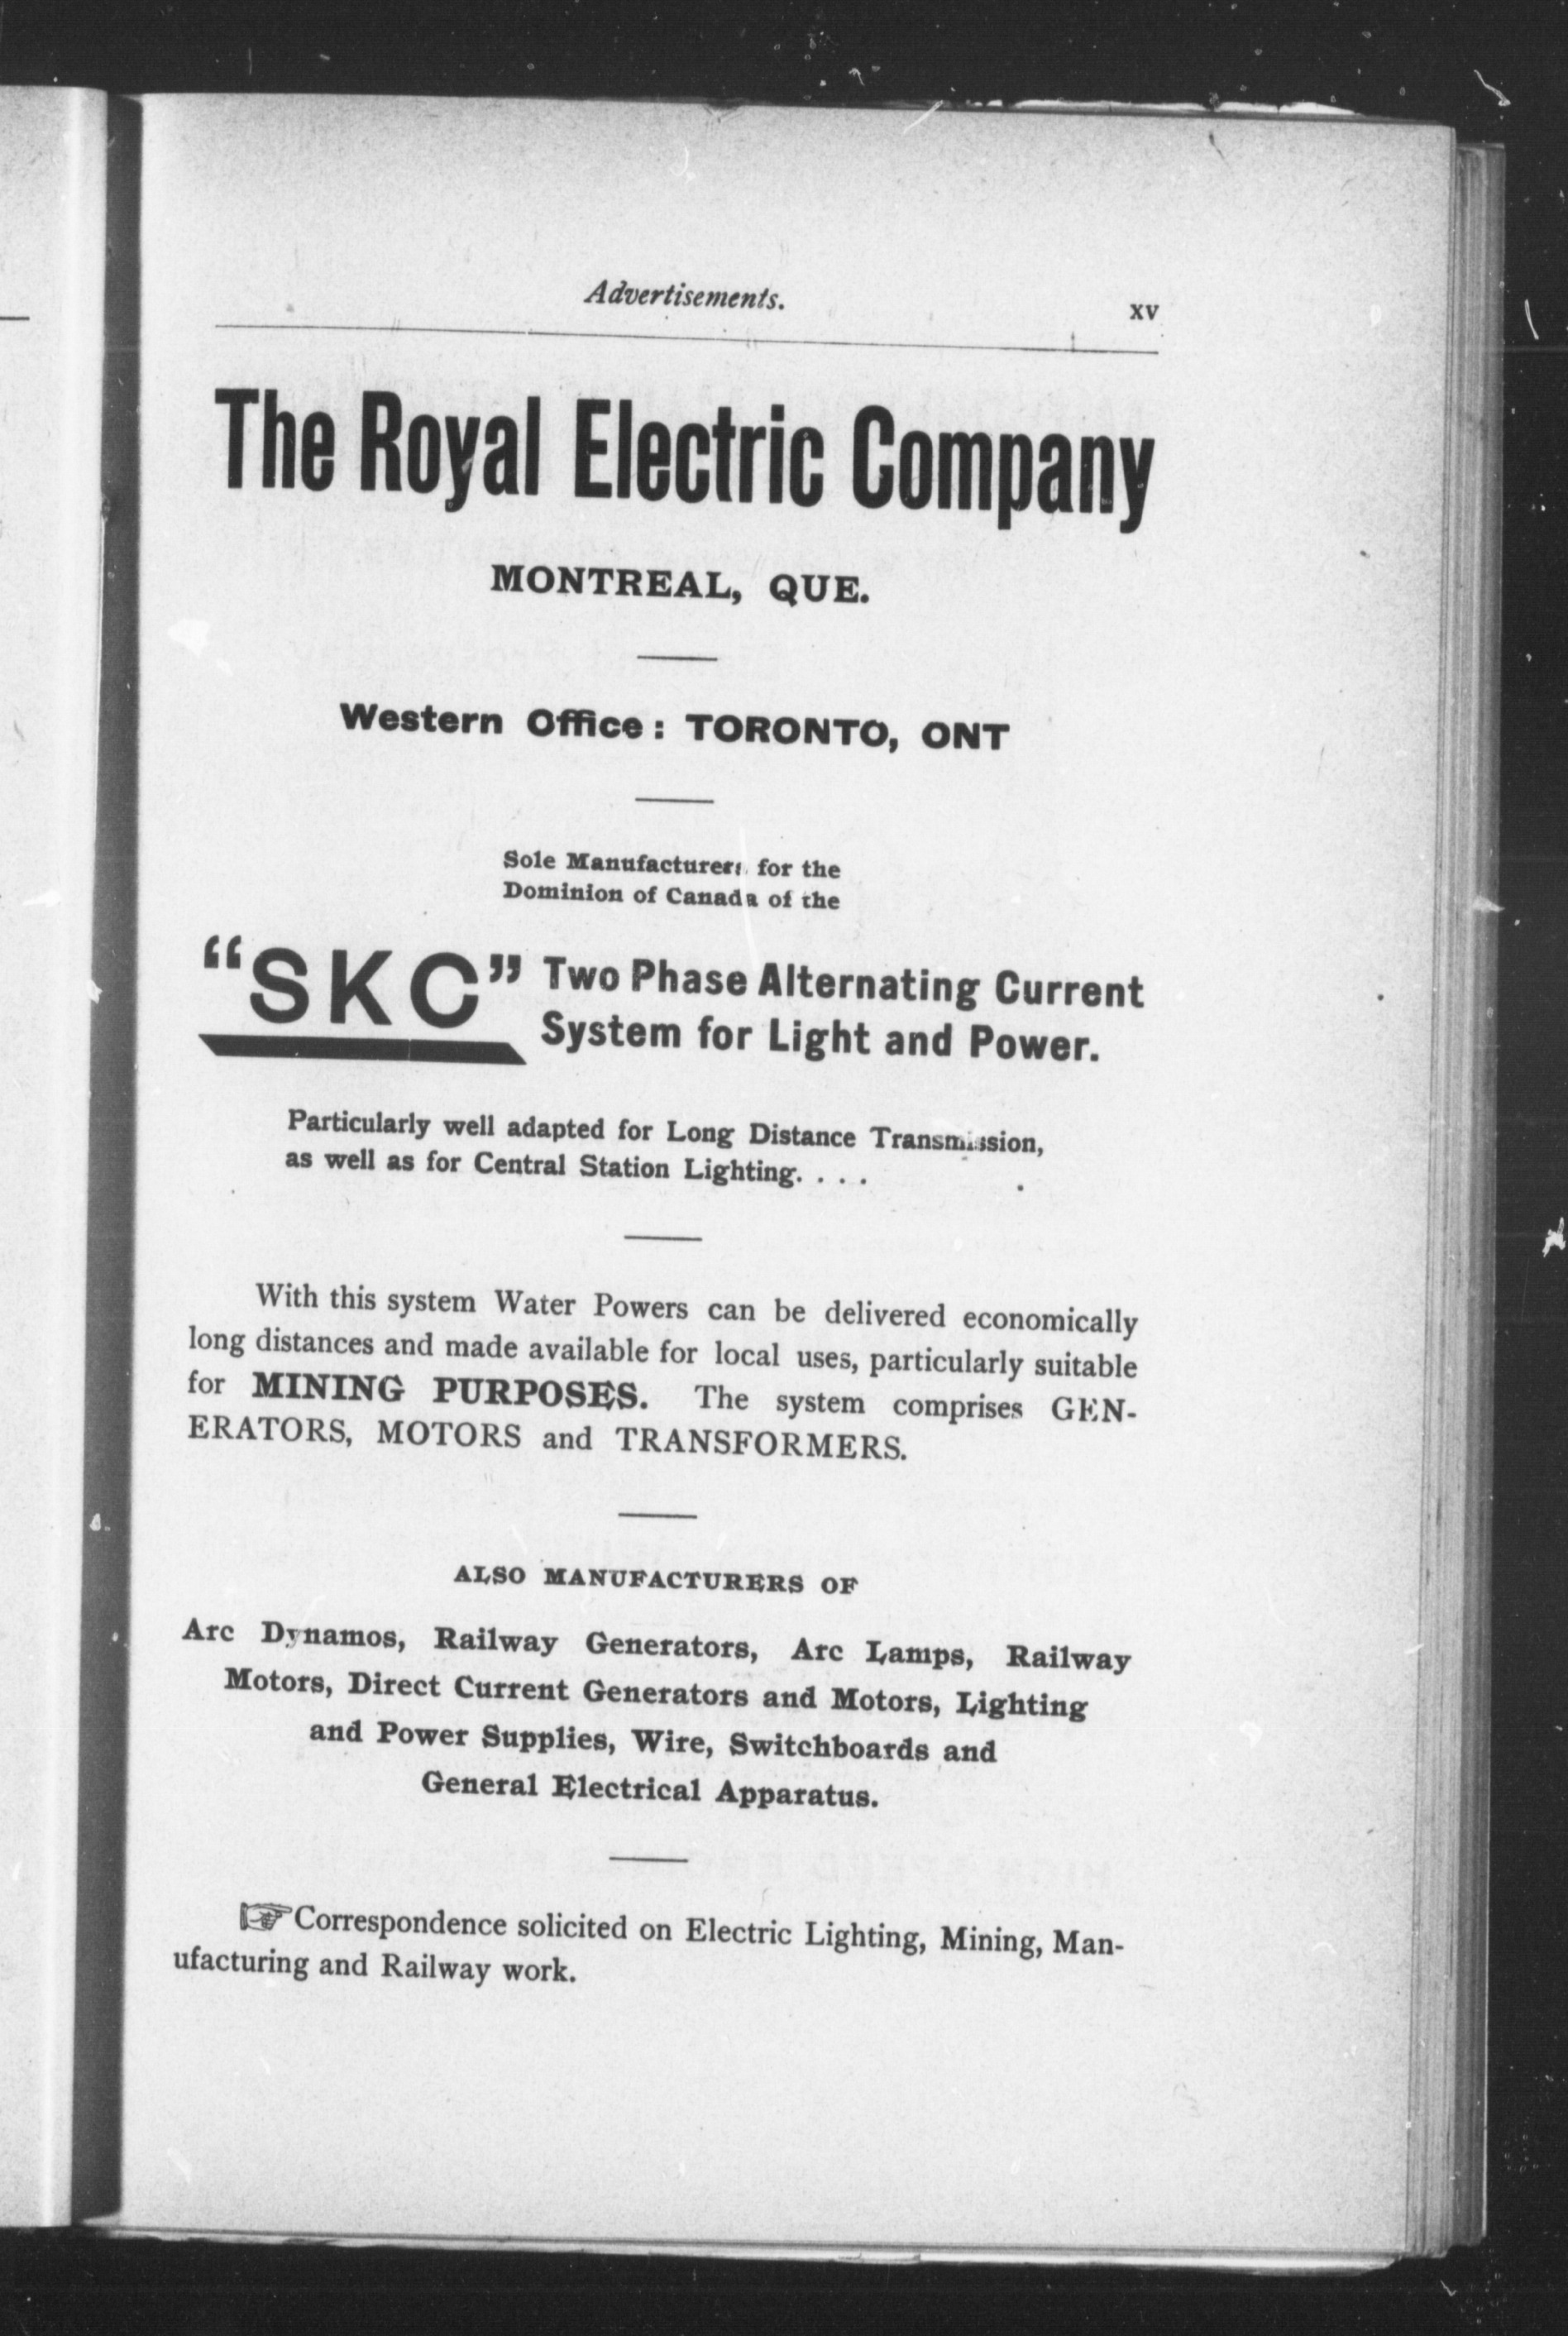 Advertisements. xv
The Royal Electric Company
MONTREAL, QUE.
Western Office: TORONTO, ONT
Sole Manufacturers for the
Dominion of Canada of the
"SKC" Two Phase Alternating Current
System for Light and Power.
Particularly well adapted for Long Distance Transmission,
as well as for Central Station Lighting. . . .
With this system Water Powers can be delivered economically
long distances and made available for local uses, particularly suitable
for MINING PURPOSES. The system comprises GEN-
ERATORS, MOTORS and TRANSFORMERS.
ALSO MANUFACTURERS OF
Arc Dynamos, Railway Generators, Arc Lamps, Railway
Motors, Direct Current Generators and Motors, Lighting
and Power Supplies, Wire, Switchboards and
General Electrical Apparatus.
☞Correspondence solicited on Electric Lighting, Mining, Man-
ufacturing and Railway work.